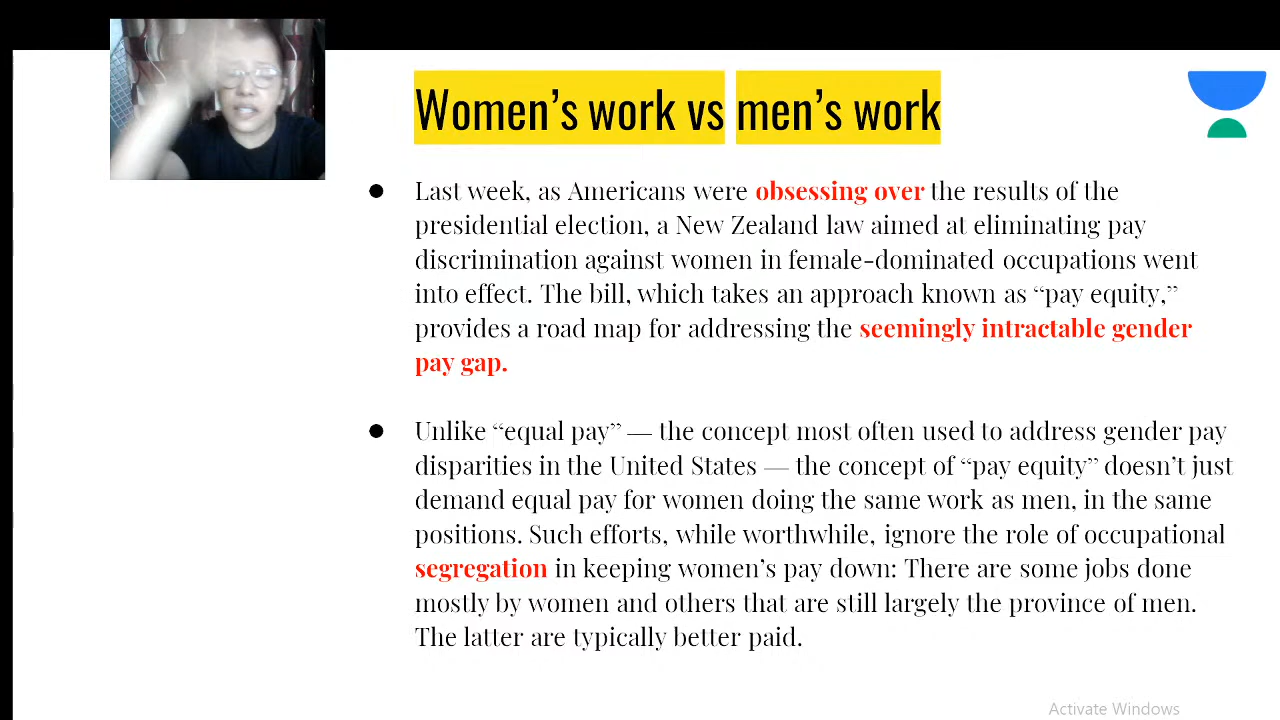 Women’s work vs men’s work
● Last week, as Americans were obsessing over the results of the
presidential election, a New Zealand law aimed at eliminating pay
discrimination against women in female-dominated occupations went
into effect. The bill, which takes an approach known as “pay equity,”
provides a road map for addressing the seemingly intractable gender
pay gap.
● Unlike “equal pay” — the concept most often used to address gender pay
disparities in the United States — the concept of “pay equity” doesn’t just
demand equal pay for women doing the same work as men, in the same
positions. Such efforts, while worthwhile, ignore the role of occupational
segregation in keeping women’s pay down: There are some jobs done
mostly by women and others that are still largely the province of men.
The latter are typically better paid.
Activate Windows